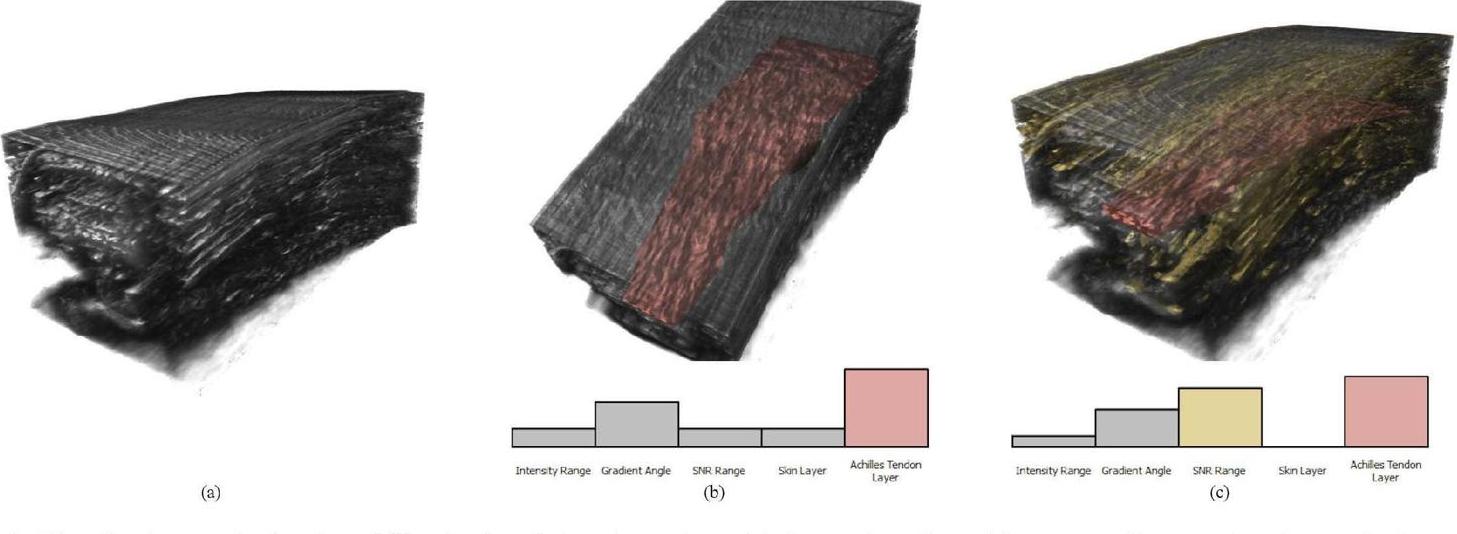 Intensity Range Gradient Angle SNR Range Skin Layer Achilles Tendon Layer
Intensity Range Gradient Angle SNR Range Skin Layer Achilles Tendon Layer
(a) (b) (c)